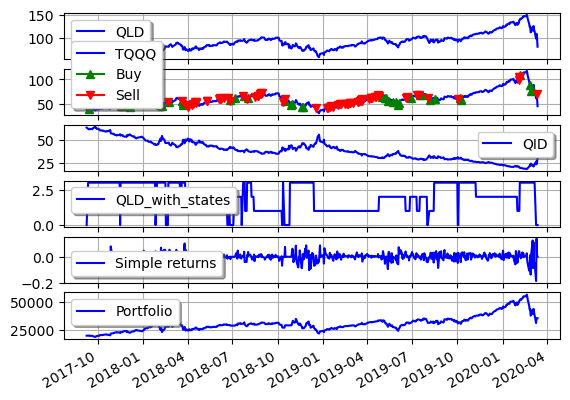 150
QLD
100
TQQQ
100
Buy
50
Sell
50
QID
25
2.5
QLD_with_states
0.0
0.0
Simple returns
−0.2
50000
Portfolio
25000
2017-10
2018-01
2018-04
2018-07
2018-10
2019-01
2019-04
2019-07
2019-10
2020-01
2020-04